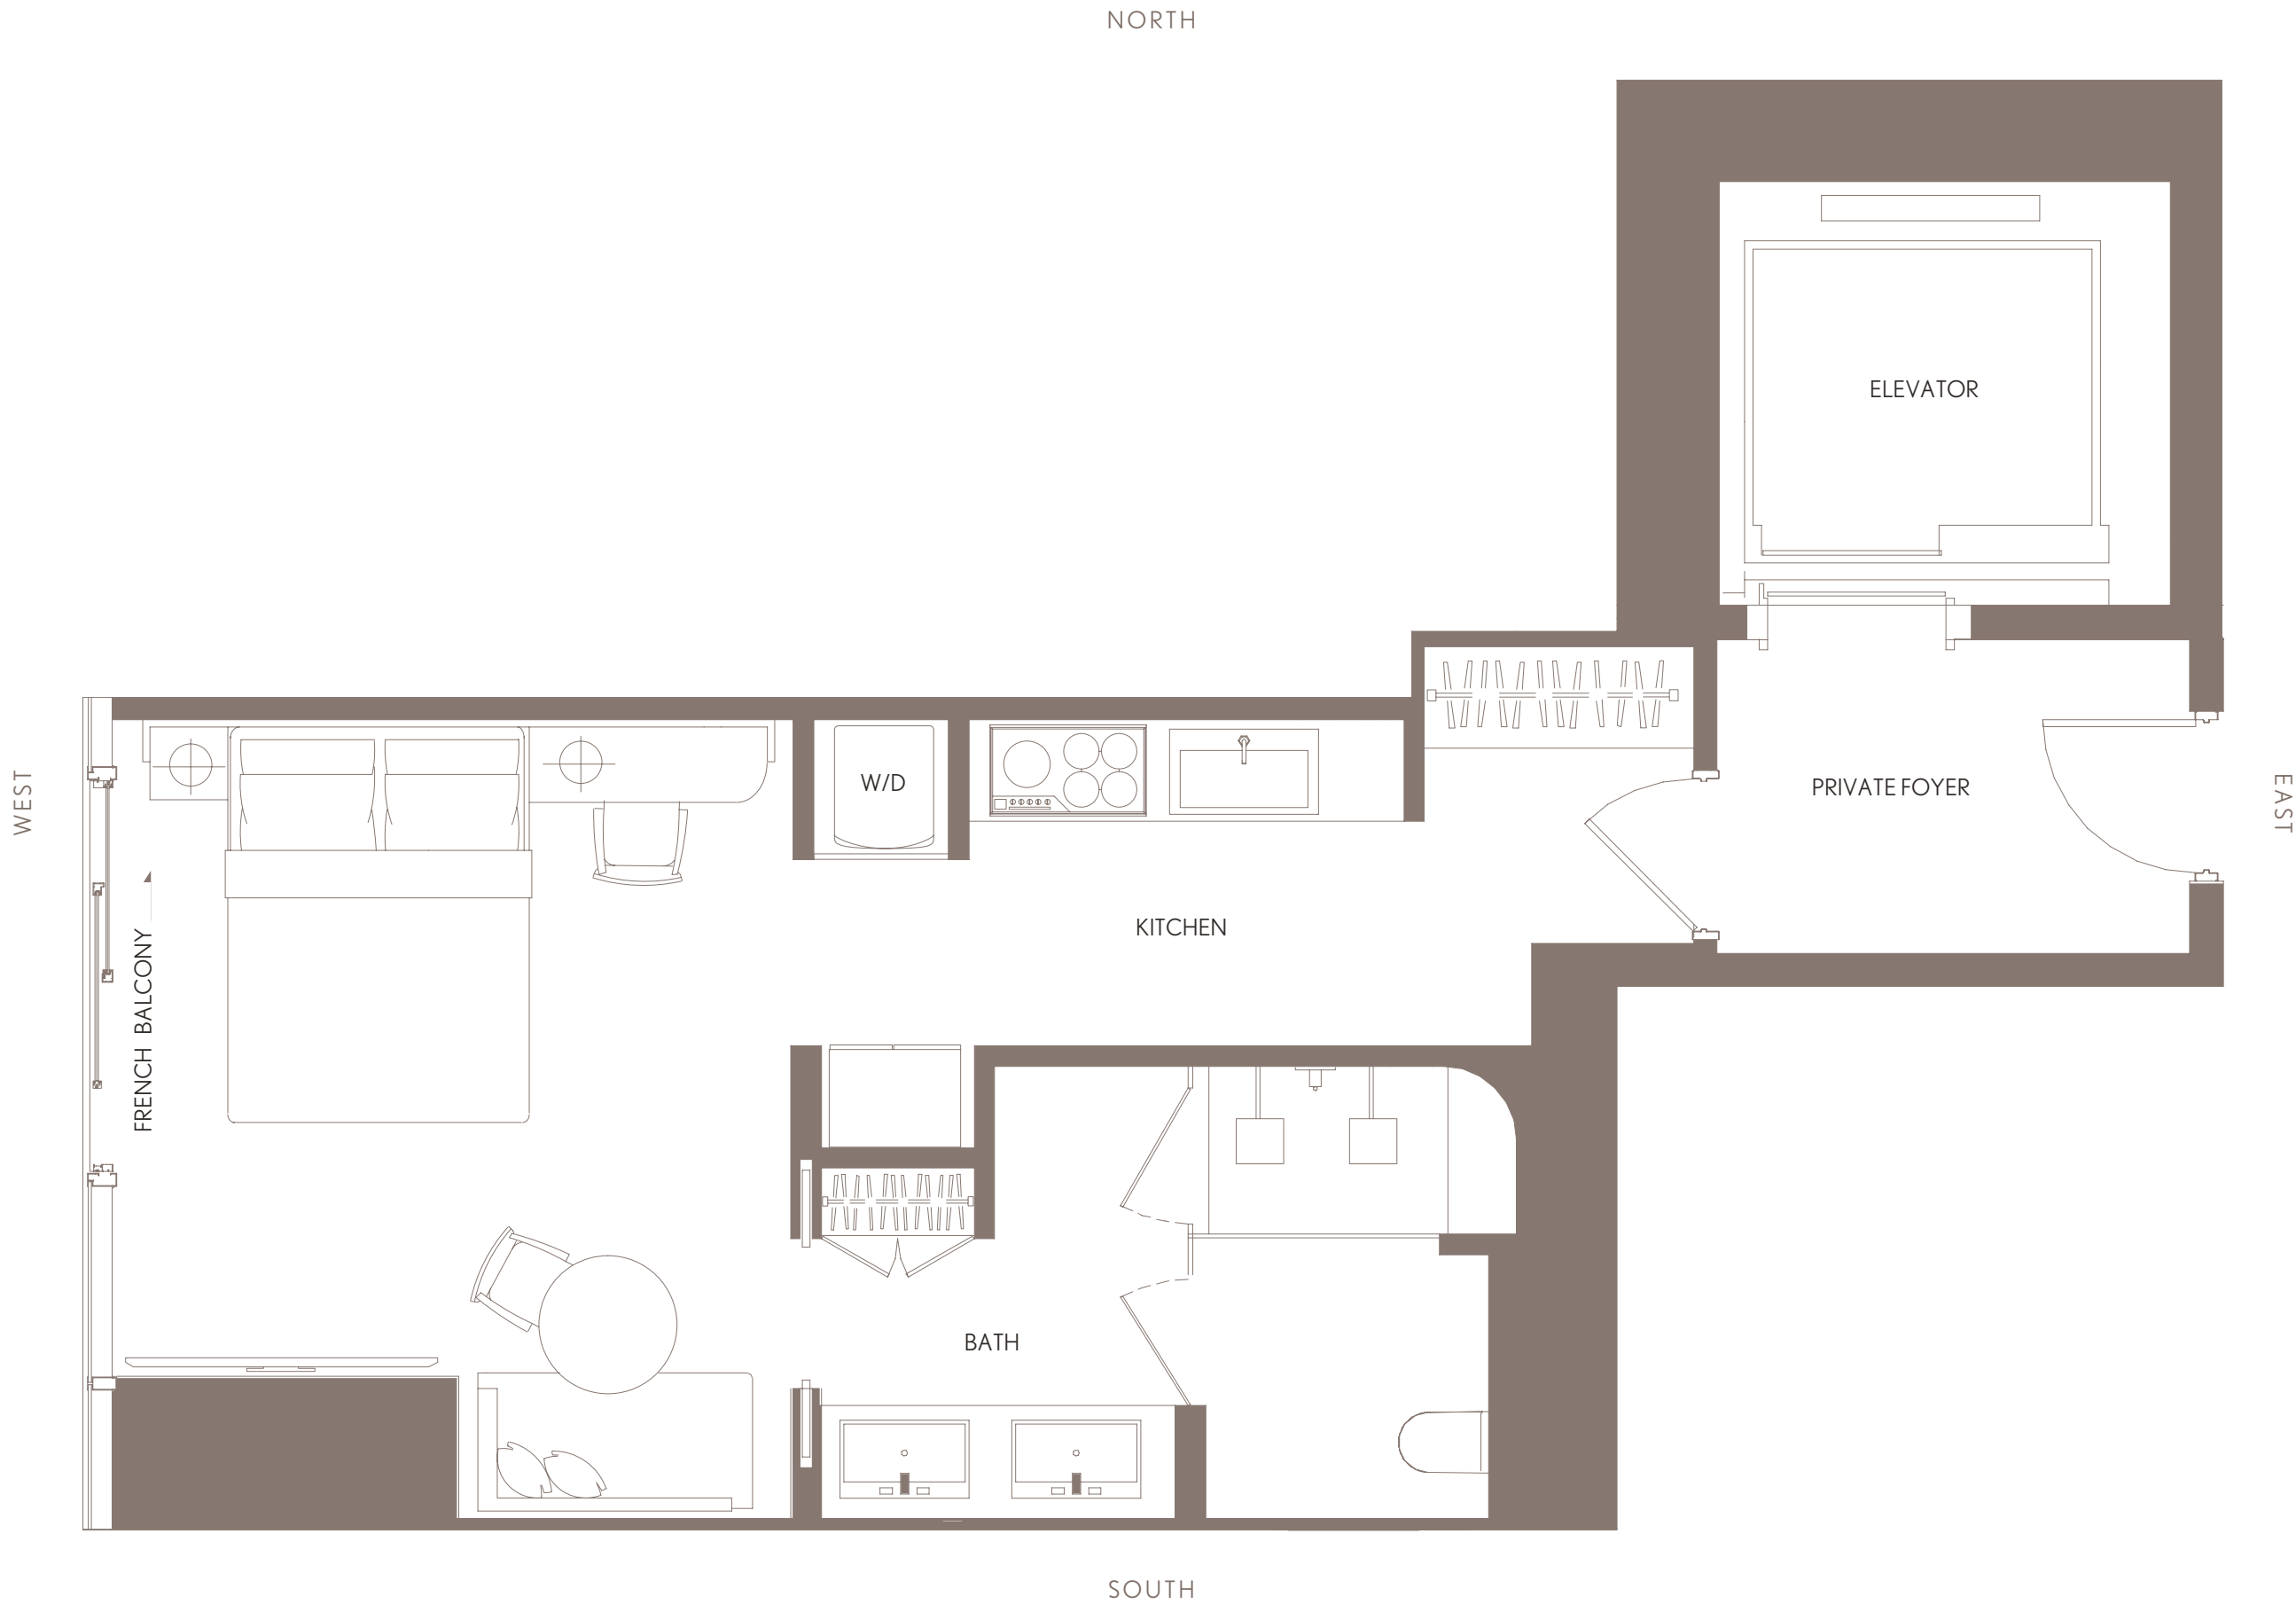 NORTH
ELEVATOR
W/D
PRIVATE FOYER
WEST
EAST
KITCHEN
FRENCH BALCONY
BATH
SOUTH